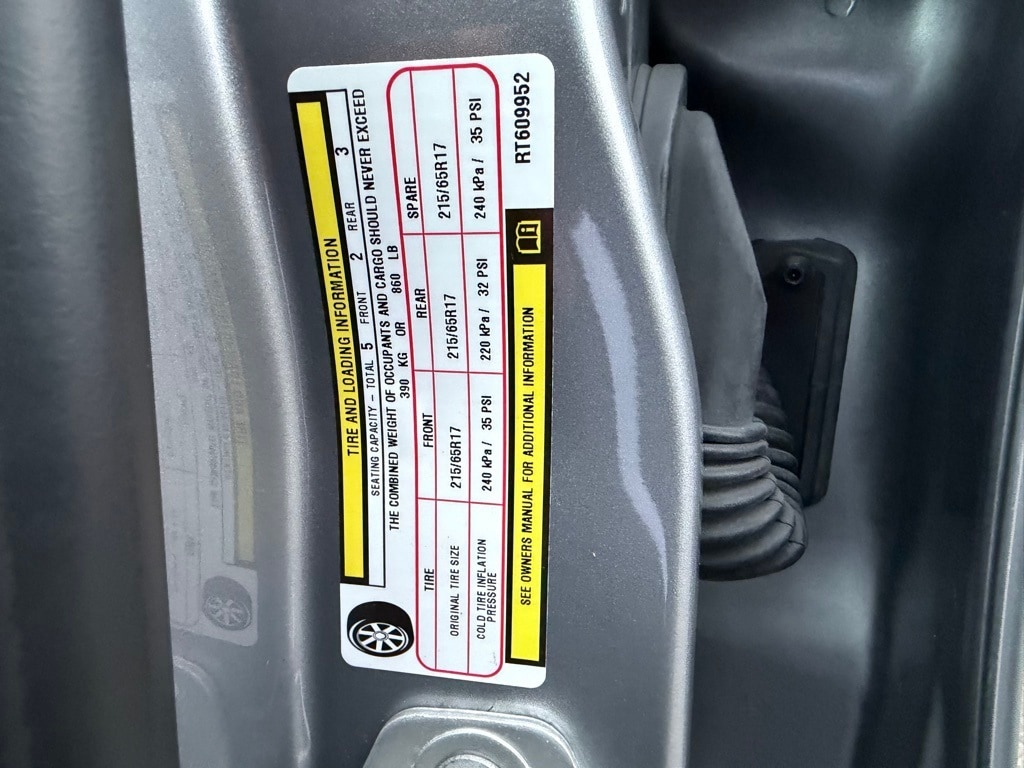 TIRE AND LOADING INFORMATION
SEATING CAPACITY – TOTAL 5 FRONT 2 REAR 3
THE COMBINED WEIGHT OF OCCUPANTS AND CARGO SHOULD NEVER EXCEED
390 KG OR 860 LB
TIRE FRONT REAR SPARE
ORIGINAL TIRE SIZE 215/65R17 215/65R17 215/65R17
COLD TIRE INFLATION PRESSURE 240 kPa / 35 PSI 220 kPa / 32 PSI 240 kPa / 35 PSI
SEE OWNERS MANUAL FOR ADDITIONAL INFORMATION
RT609952